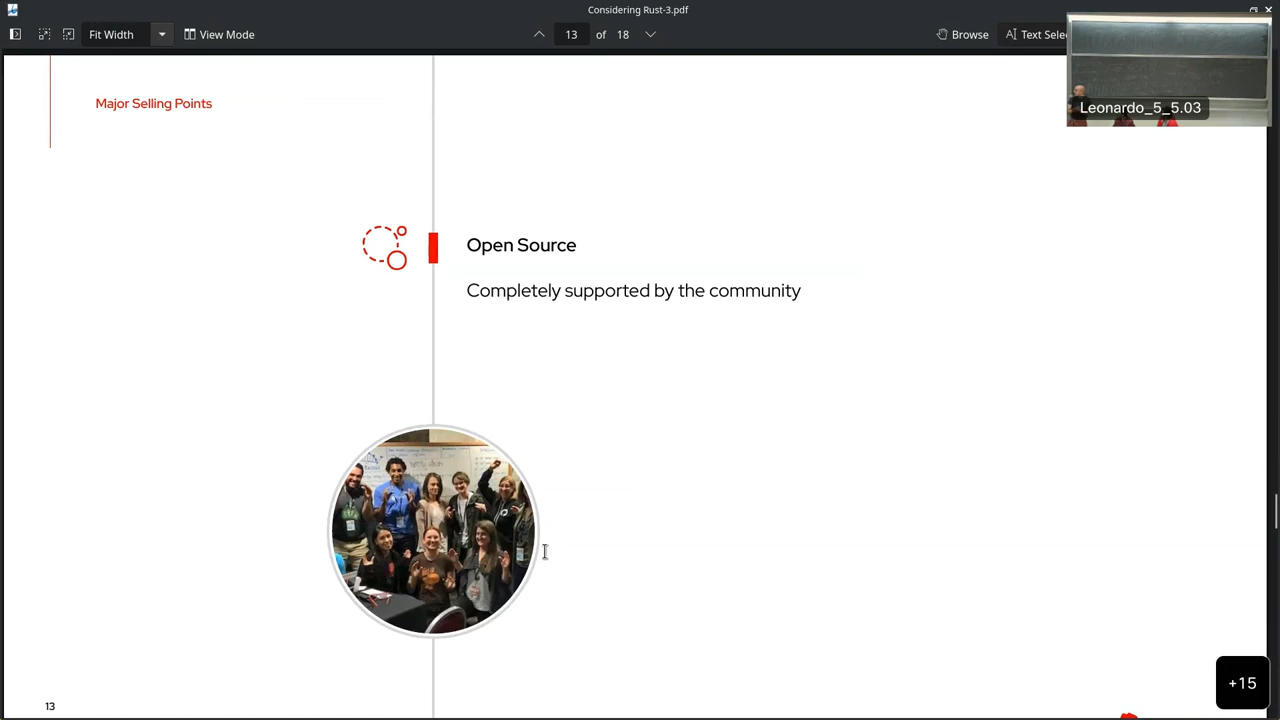 Considering Rust-3.pdf
Fit Width
View Mode
13 of 18
Browse
Text Sele
Leonardo_5_5.03
Major Selling Points
Open Source
Completely supported by the community
13
+15